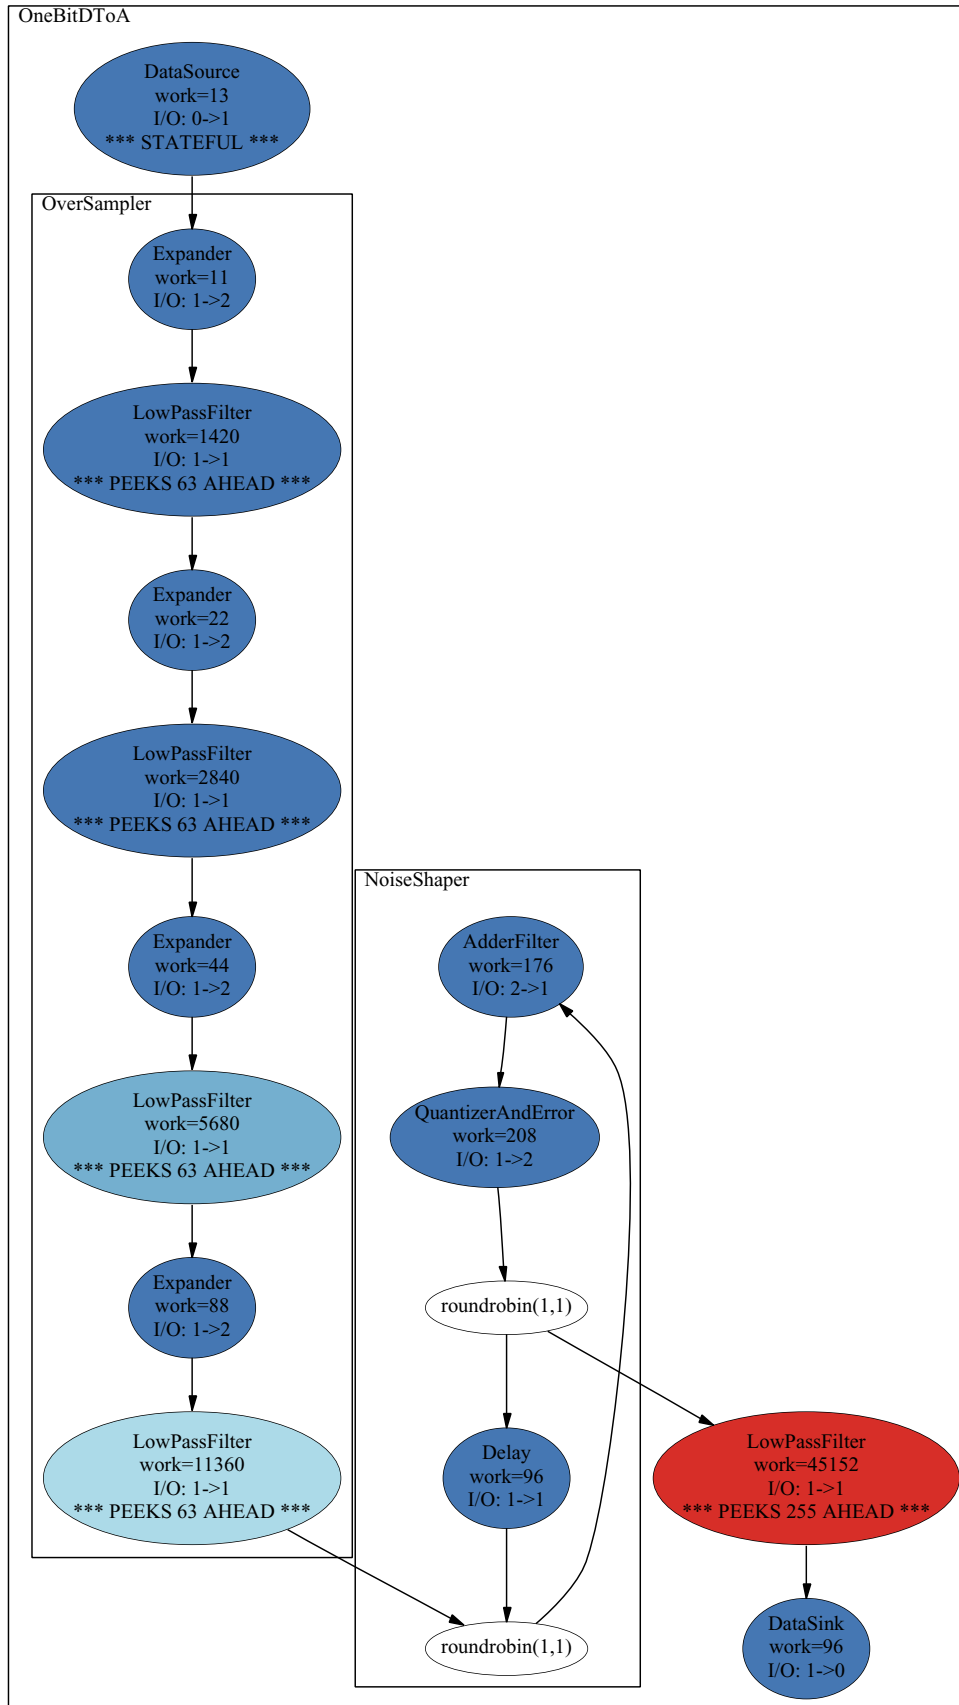 OneBitDToA
DataSource
work=13
I/O: 0->1
*** STATEFUL ***
OverSampler
Expander
work=11
I/O: 1->2
LowPassFilter
work=1420
I/O: 1->1
*** PEEKS 63 AHEAD ***
Expander
work=22
I/O: 1->2
LowPassFilter
work=2840
I/O: 1->1
*** PEEKS 63 AHEAD ***
Expander
work=44
I/O: 1->2
LowPassFilter
work=5680
I/O: 1->1
*** PEEKS 63 AHEAD ***
Expander
work=88
I/O: 1->2
LowPassFilter
work=11360
I/O: 1->1
*** PEEKS 63 AHEAD ***
NoiseShaper
AdderFilter
work=176
I/O: 2->1
QuantizerAndError
work=208
I/O: 1->2
roundrobin(1,1)
Delay
work=96
I/O: 1->1
roundrobin(1,1)
LowPassFilter
work=45152
I/O: 1->1
*** PEEKS 255 AHEAD ***
DataSink
work=96
I/O: 1->0